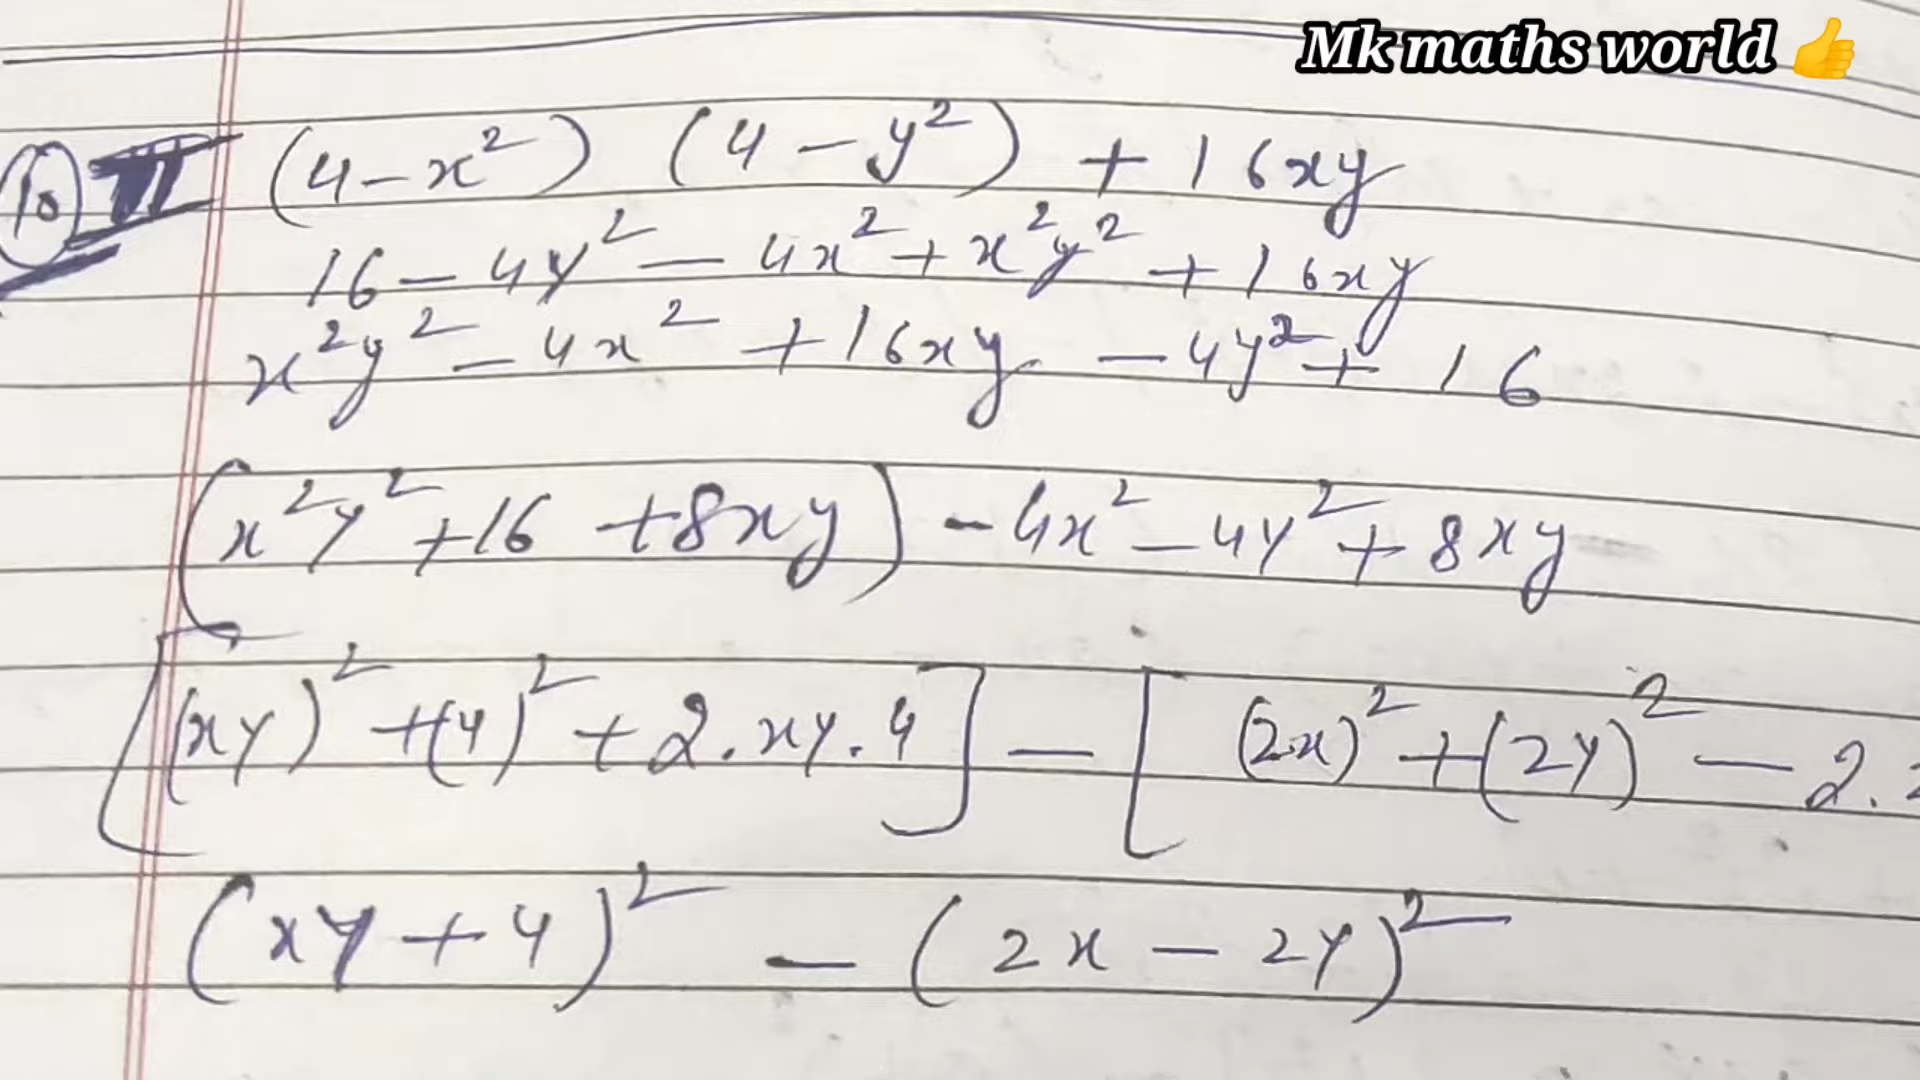 Mk maths world 👍
10 (4-x²) (4-y²) + 16xy
16 - 4y² - 4x² + x²y² + 16xy
x²y² - 4x² + 16xy - 4y² + 16
(x²y² + 16 + 8xy) - 4x² - 4y² + 8xy
[(xy)² + (4)² + 2.xy.4] - [(2x)² + (2y)² - 2.
(xy + 4)² - (2x - 2y)²